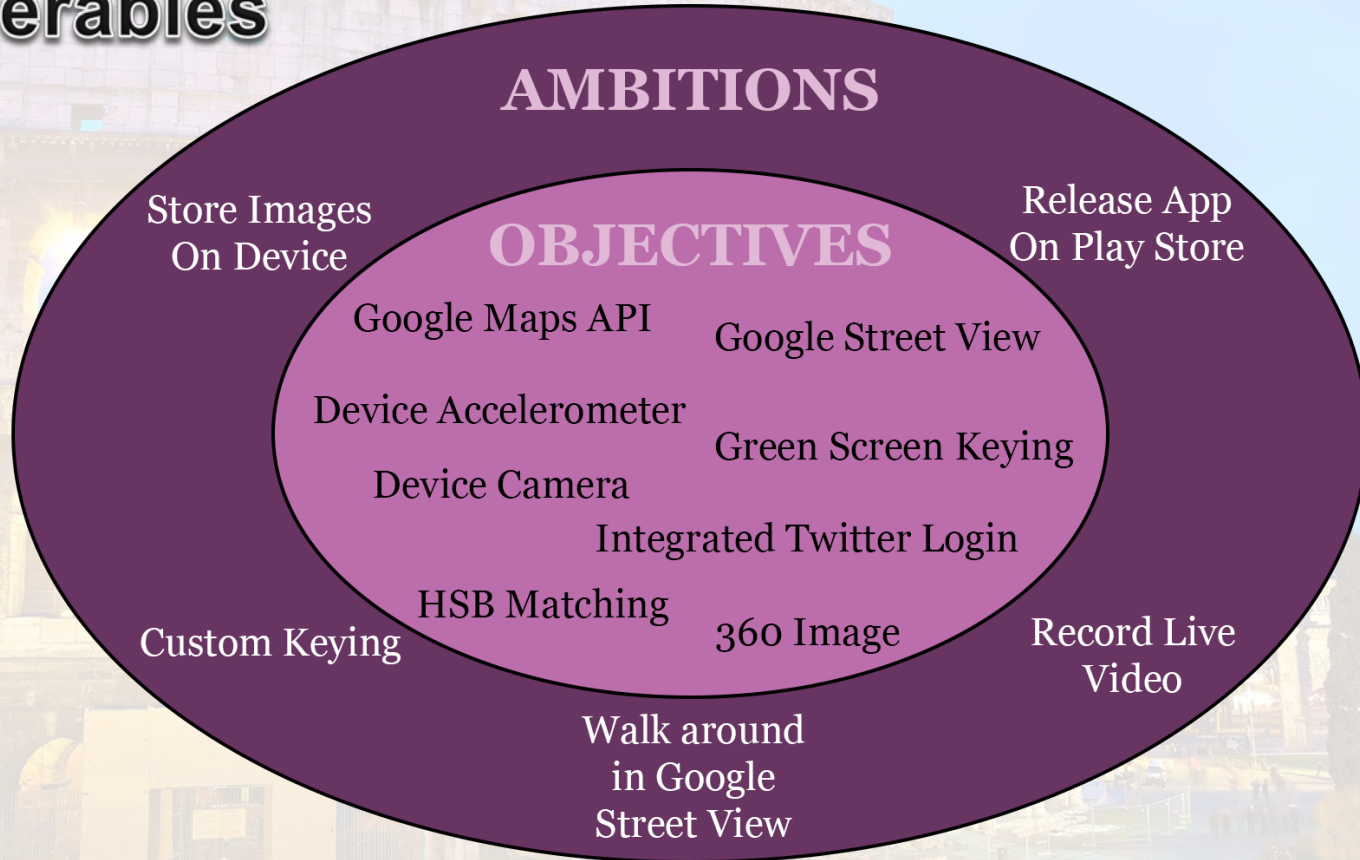 erables
AMBITIONS
Store Images
On Device
Release App
On Play Store
OBJECTIVES
Google Maps API
Google Street View
Device Accelerometer
Green Screen Keying
Device Camera
Integrated Twitter Login
HSB Matching
360 Image
Custom Keying
Record Live
Video
Walk around
in Google
Street View